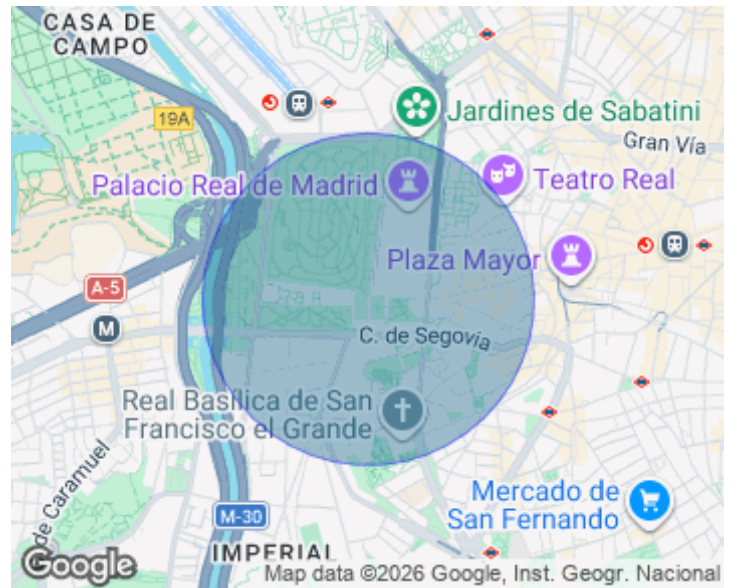 CASA DE
CAMPO
19A
Jardines de Sabatini
Gran Vía
Palacio Real de Madrid
Teatro Real
Plaza Mayor
A-5
M
C. de Segovia
Real Basílica de San
Francisco el Grande
de Caramuel
Mercado de
San Fernando
M-30
IMPERIAL
Google
Map data ©2026 Google, Inst. Geogr. Nacional